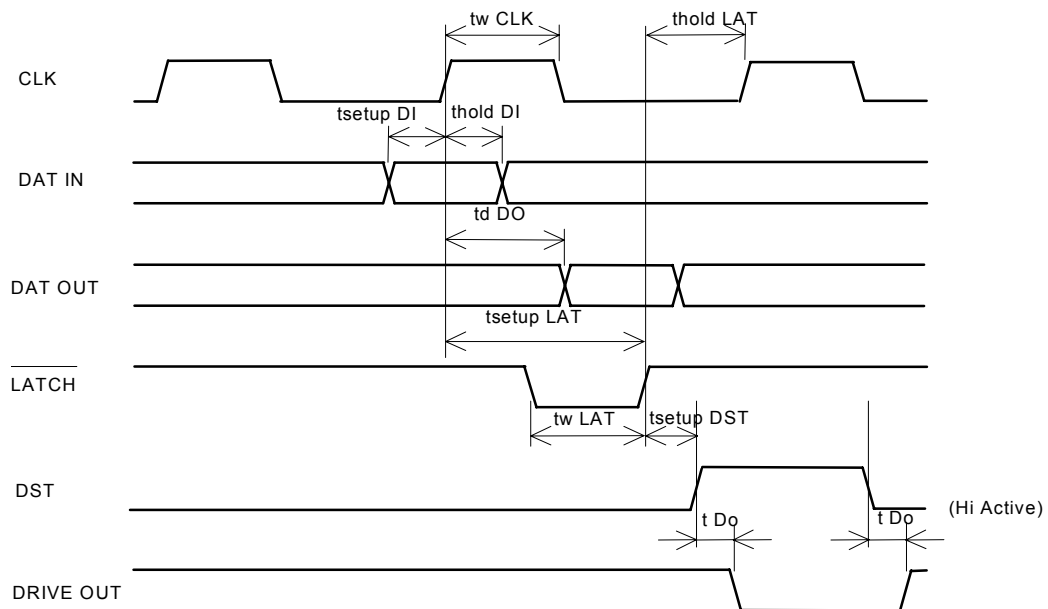 tw CLK
thold LAT
CLK
tsetup DI
thold DI
DAT IN
td DO
DAT OUT
tsetup LAT
LATCH
tw LAT
tsetup DST
DST
(Hi Active)
t Do
t Do
DRIVE OUT